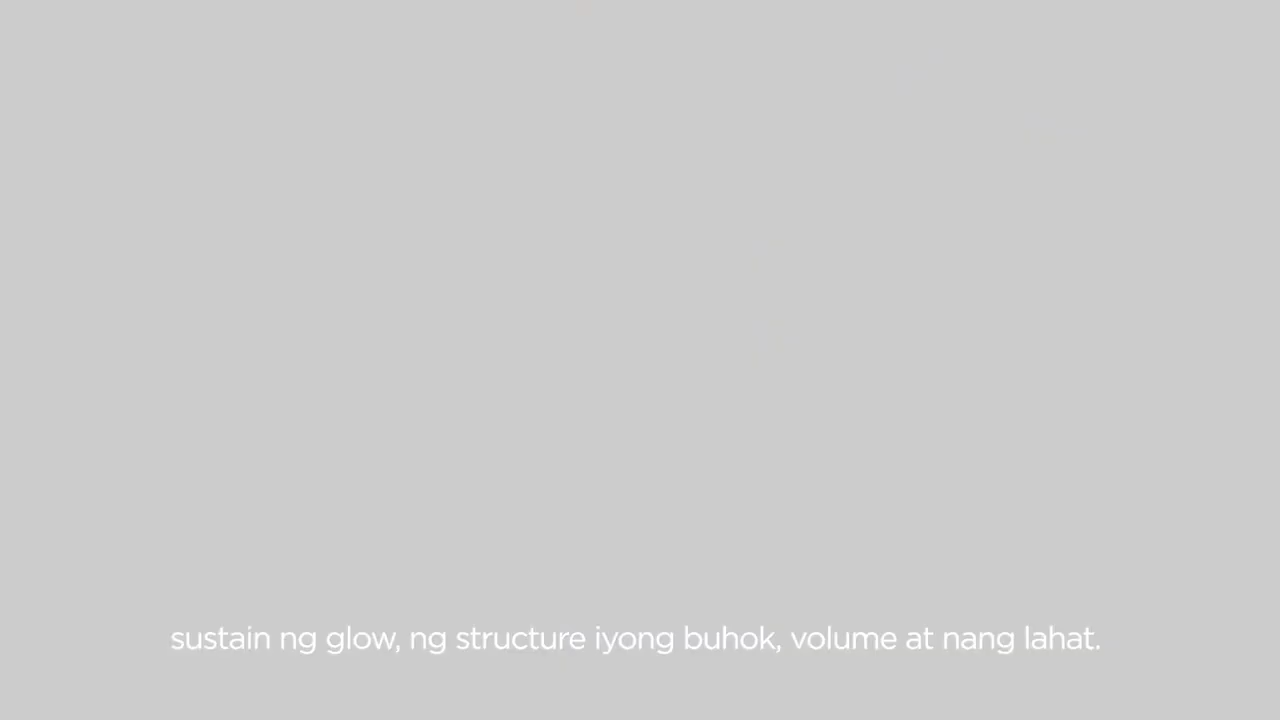 sustain ng glow, ng structure iyong buhok, volume at nang lahat.